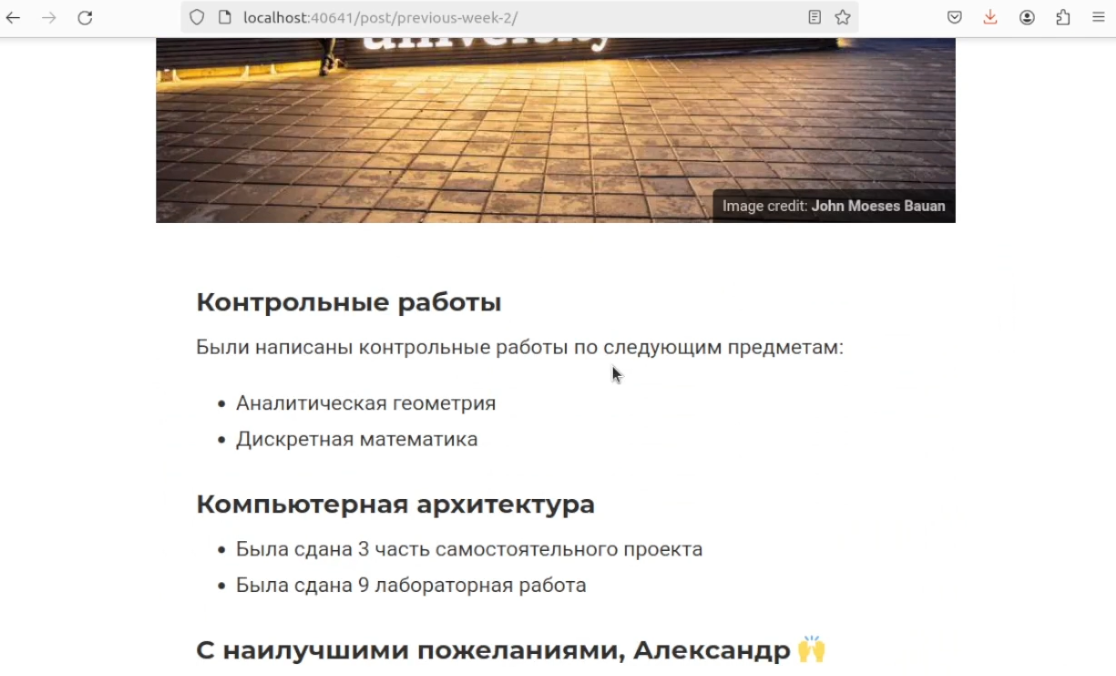 localhost:40641/post/previous-week-2/
university
Image credit: John Moeses Bauan
Контрольные работы
Были написаны контрольные работы по следующим предметам:
Аналитическая геометрия
Дискретная математика
Компьютерная архитектура
Была сдана 3 часть самостоятельного проекта
Была сдана 9 лабораторная работа
С наилучшими пожеланиями, Александр 🙌